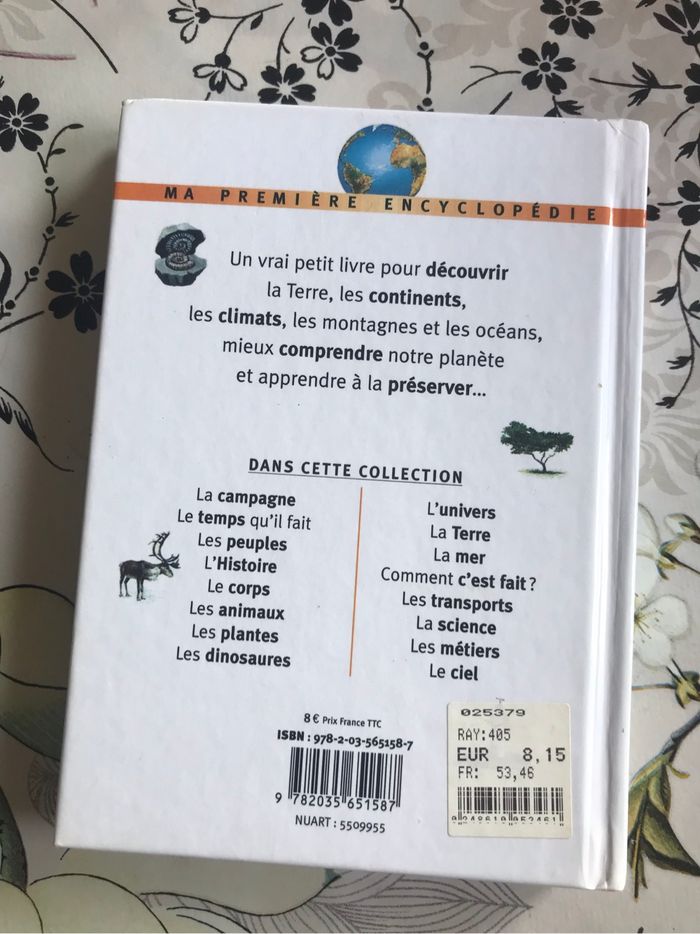 MA PREMIÈRE ENCYCLOPÉDIE
Un vrai petit livre pour découvrir
la Terre, les continents,
les climats, les montagnes et les océans,
mieux comprendre notre planète
et apprendre à la préserver...
DANS CETTE COLLECTION
La campagne
Le temps qu'il fait
Les peuples
L'Histoire
Le corps
Les animaux
Les plantes
Les dinosaures
L'univers
La Terre
La mer
Comment c'est fait ?
Les transports
La science
Les métiers
Le ciel
8 € Prix France TTC
ISBN : 978-2-03-565158-7
9 782035 651587
NUART : 5509955
025379
RAY:405
EUR 8,15
FR: 53,46